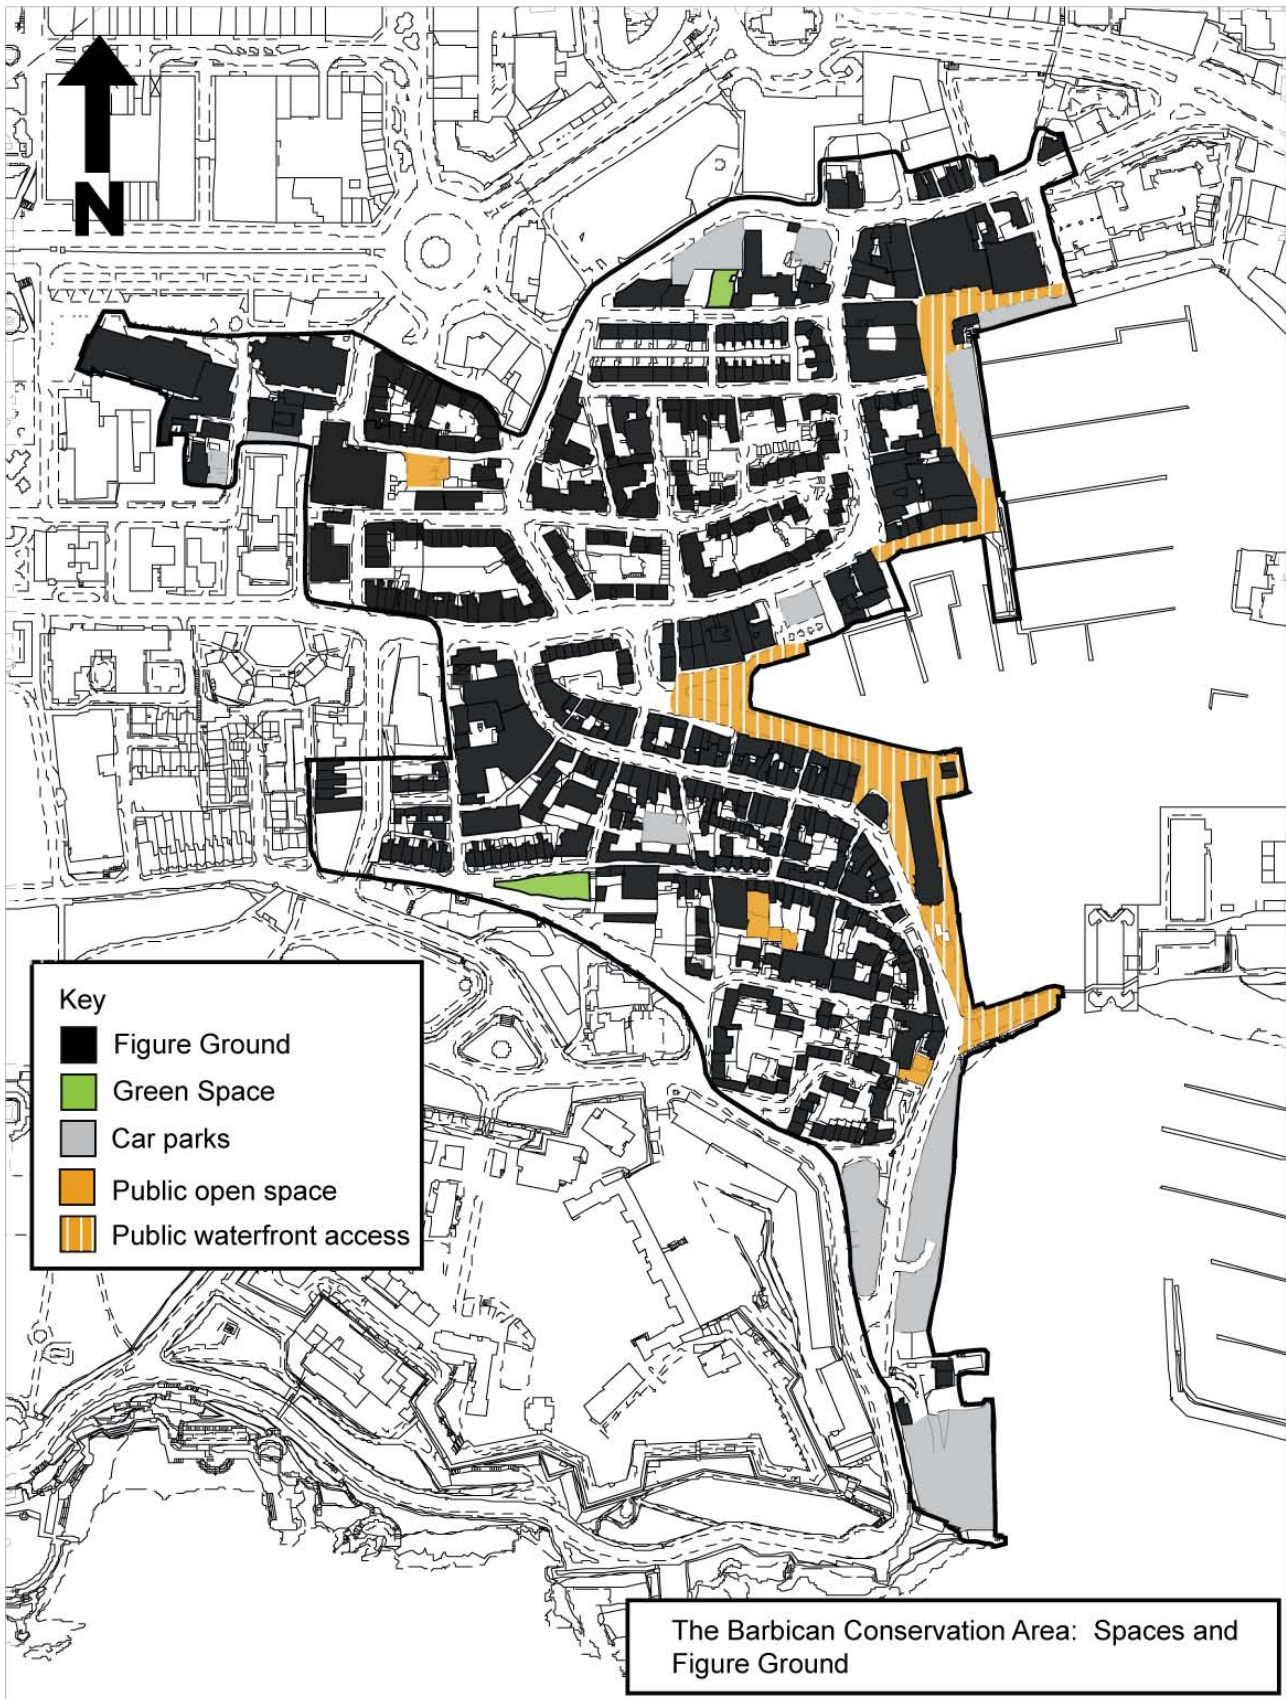 N
Key
Figure Ground
Green Space
Car parks
Public open space
Public waterfront access
The Barbican Conservation Area: Spaces and
Figure Ground